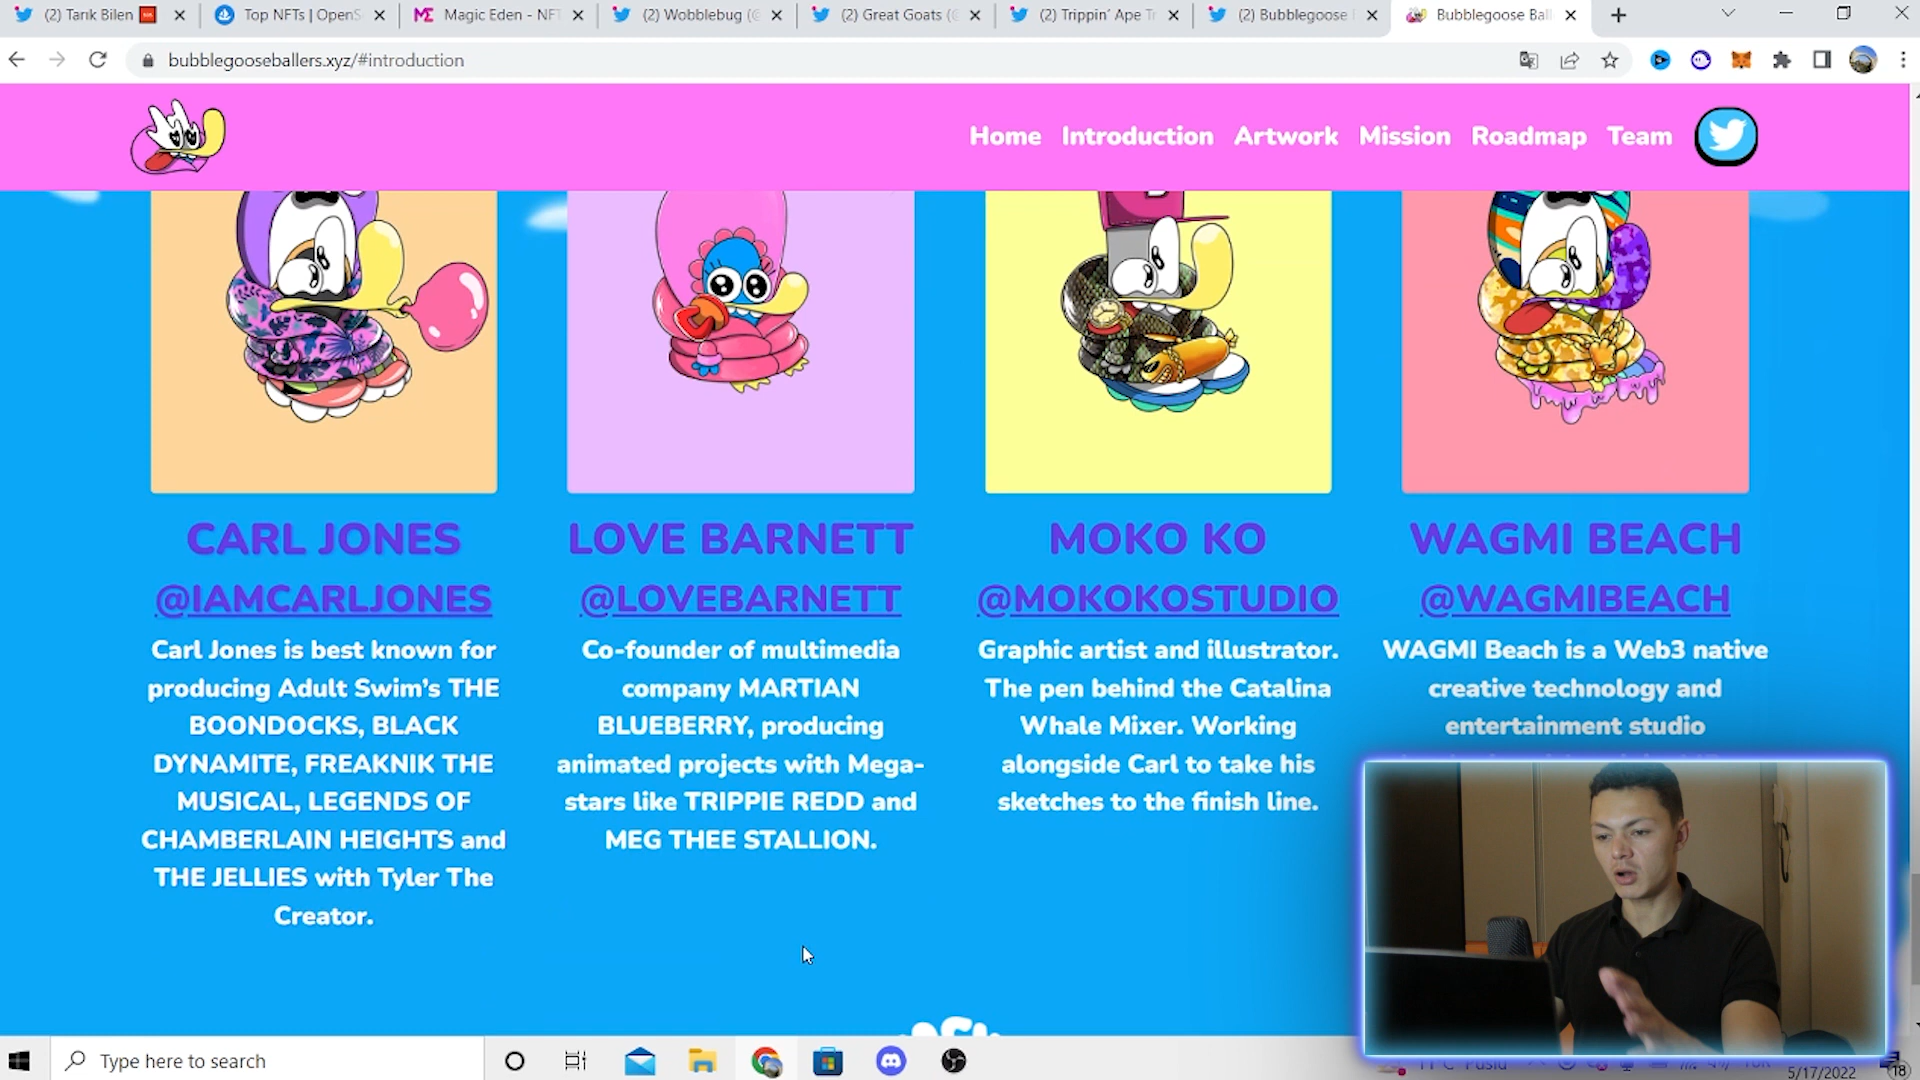 (2) Tarık Bilen
Top NFTs | OpenS
Magic Eden - NFT
(2) Wobblebug (@
(2) Great Goats (@
(2) Trippin' Ape Tr
(2) Bubblegoose
Bubblegoose Ball
bubblegooseballers.xyz/#introduction
Home Introduction Artwork Mission Roadmap Team
CARL JONES
@IAMCARLJONES
Carl Jones is best known for
producing Adult Swim's THE
BOONDOCKS, BLACK
DYNAMITE, FREAKNIK THE
MUSICAL, LEGENDS OF
CHAMBERLAIN HEIGHTS and
THE JELLIES with Tyler The
Creator.
LOVE BARNETT
@LOVEBARNETT
Co-founder of multimedia
company MARTIAN
BLUEBERRY, producing
animated projects with Mega-
stars like TRIPPIE REDD and
MEG THEE STALLION.
MOKO KO
@MOKOKOSTUDIO
Graphic artist and illustrator.
The pen behind the Catalina
Whale Mixer. Working
alongside Carl to take his
sketches to the finish line.
WAGMI BEACH
@WAGMIBEACH
WAGMI Beach is a Web3 native
creative technology and
entertainment studio
Type here to search
5/17/2022
18